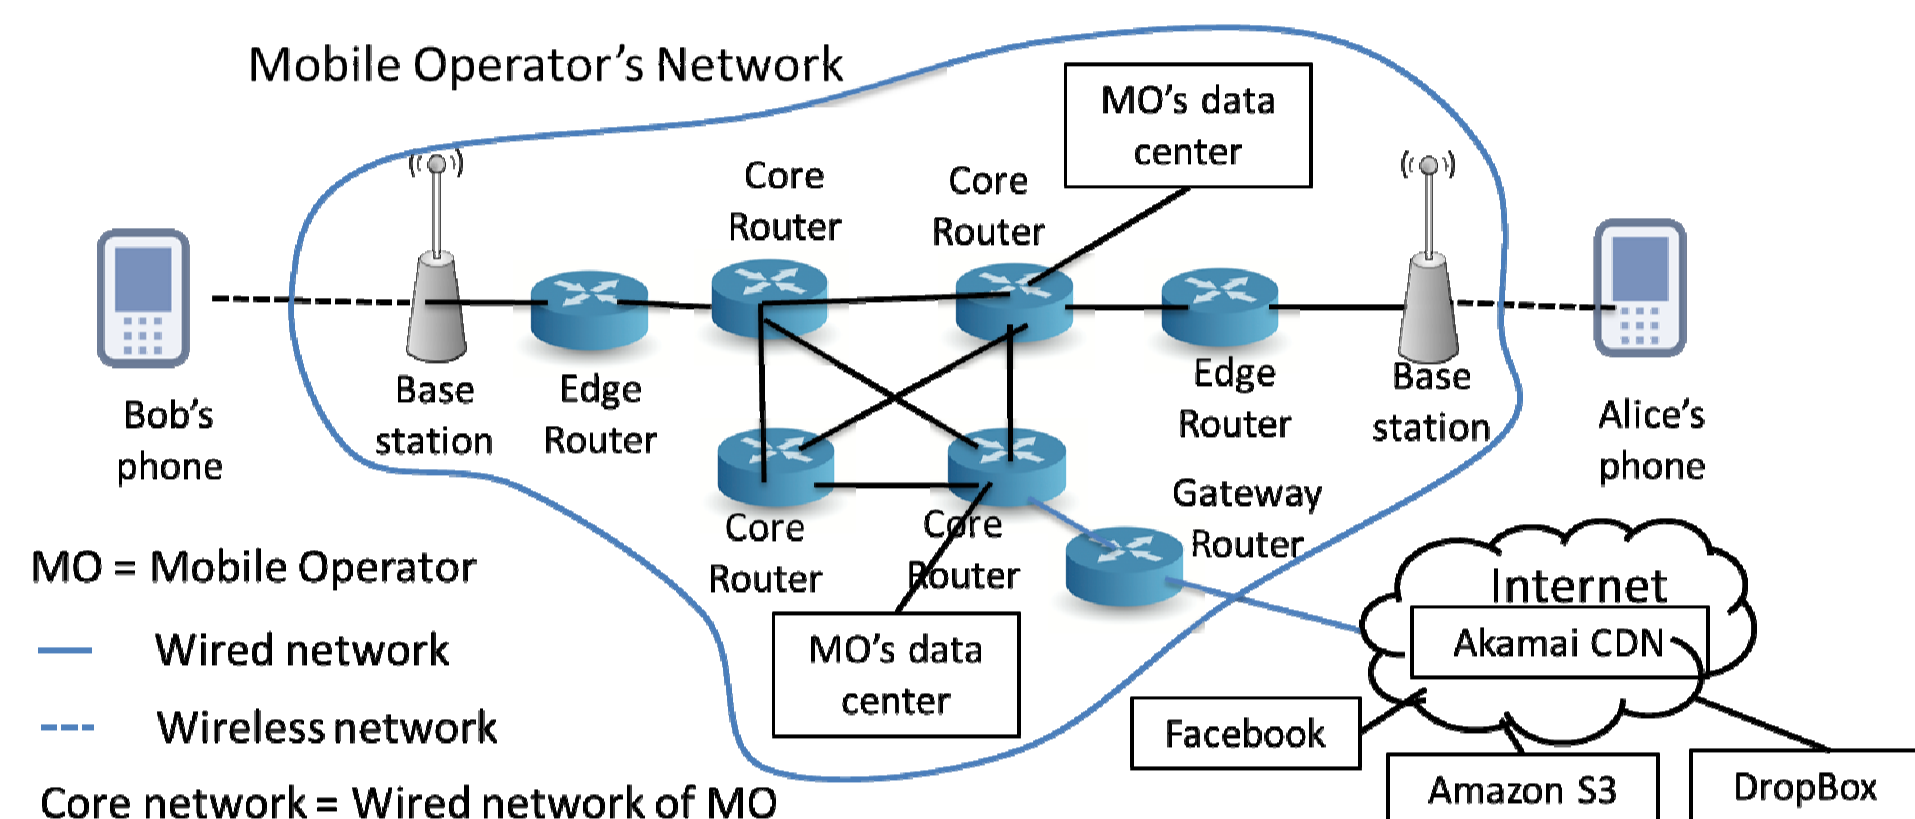 Mobile Operator's Network
MO's data
center
Core
Router
Core
Router
Base
station
Edge
Router
Edge
Router
Base
station
Bob's
phone
Alice's
phone
Core
Router
Core
Router
Gateway
Router
MO's data
center
MO = Mobile Operator
Wired network
Wireless network
Core network = Wired network of MO
Internet
Akamai CDN
Facebook
Amazon S3
DropBox